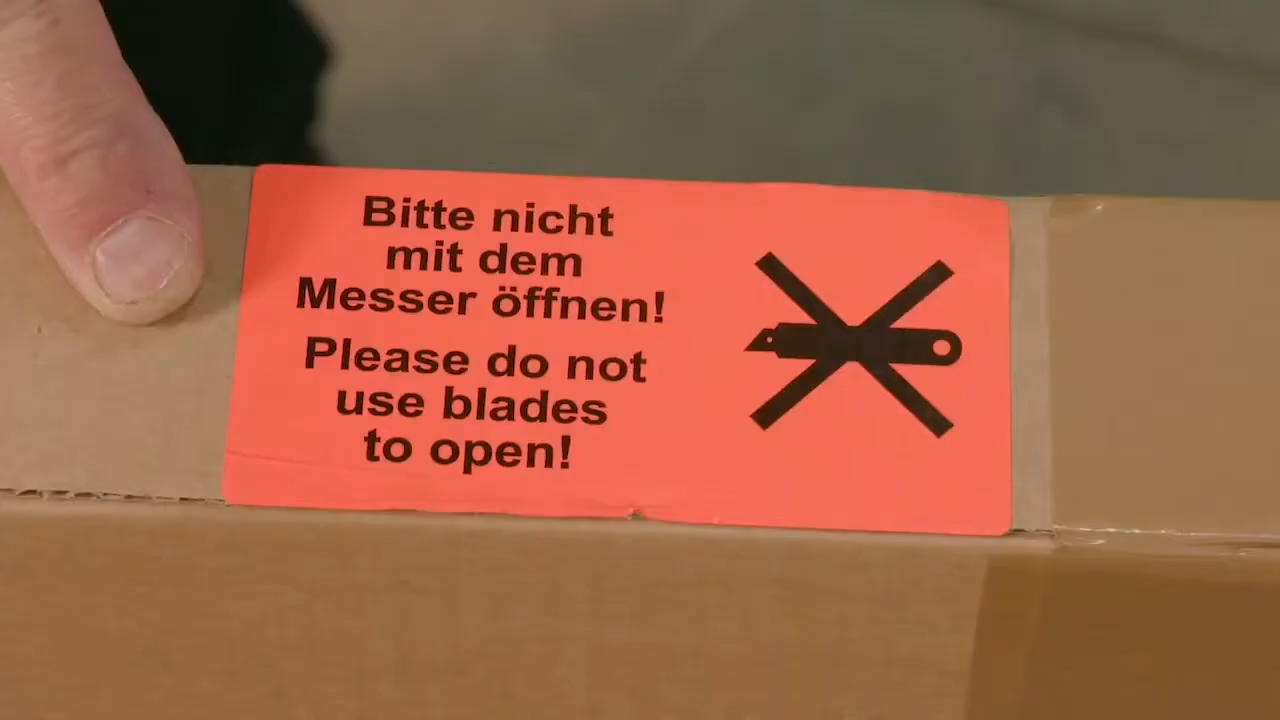 Bitte nicht
mit dem
Messer öffnen!
Please do not
use blades
to open!